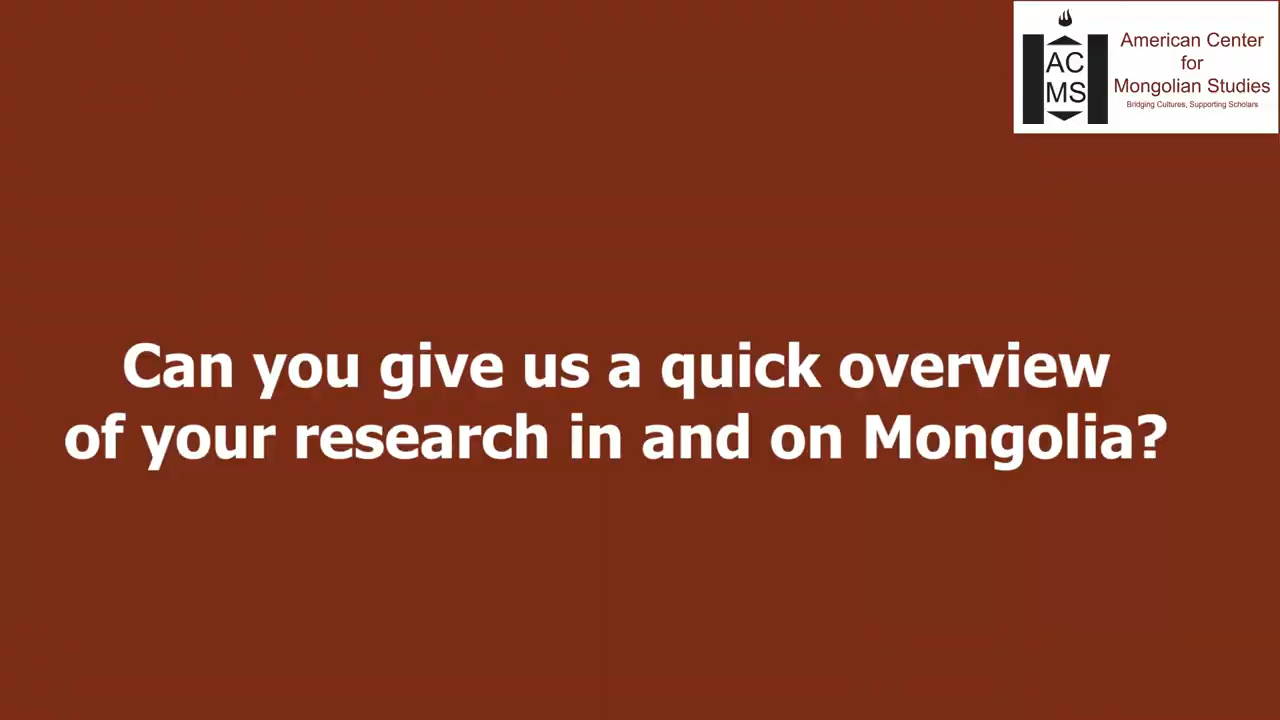 AC
MS
American Center
for
Mongolian Studies
Bridging Cultures, Supporting Scholars
Can you give us a quick overview
of your research in and on Mongolia?